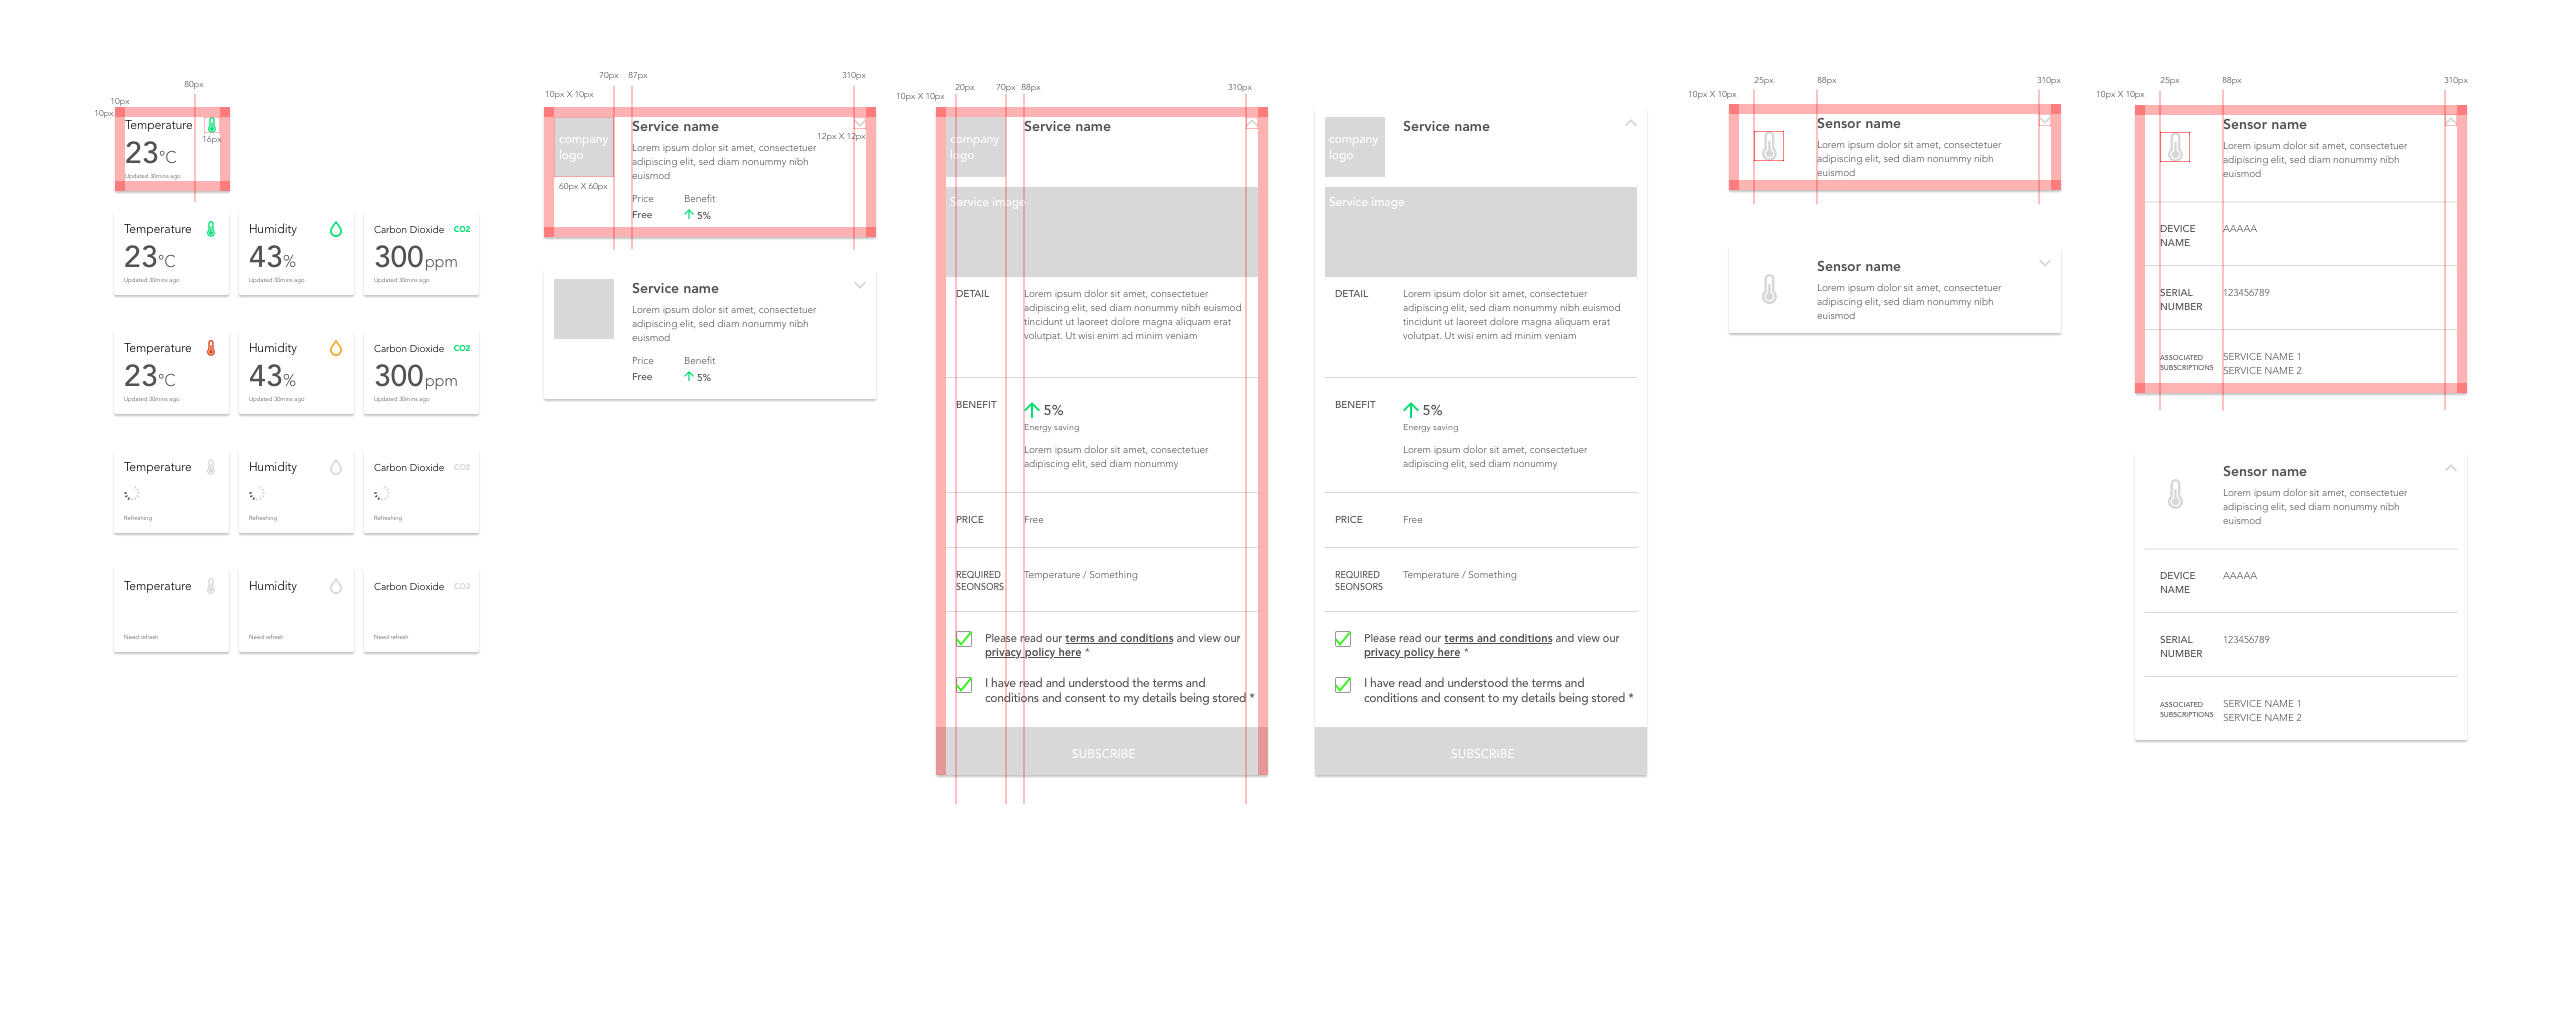 80px
10px
10px
Temperature
16px
23°C
Updated 30mins ago
Temperature
23°C
Updated 30mins ago
Humidity
43%
Updated 30mins ago
Carbon Dioxide CO2
300ppm
Updated 30mins ago
Temperature
23°C
Updated 30mins ago
Humidity
43%
Updated 30mins ago
Carbon Dioxide CO2
300ppm
Updated 30mins ago
Temperature
Refreshing
Humidity
Refreshing
Carbon Dioxide CO2
Refreshing
Temperature
Need refresh
Humidity
Need refresh
Carbon Dioxide CO2
Need refresh
70px 87px 310px
10px X 10px
company
logo
60px X 60px
Service name
12px X 12px
Lorem ipsum dolor sit amet, consectetuer
adipiscing elit, sed diam nonummy nibh
euismod
Price Benefit
Free 5%
Service name
Lorem ipsum dolor sit amet, consectetuer
adipiscing elit, sed diam nonummy nibh
euismod
Price Benefit
Free 5%
20px 70px 88px 310px
10px X 10px
company
logo
Service name
Service image
DETAIL
Lorem ipsum dolor sit amet, consectetuer
adipiscing elit, sed diam nonummy nibh euismod
tincidunt ut laoreet dolore magna aliquam erat
volutpat. Ut wisi enim ad minim veniam
BENEFIT
5%
Energy saving
Lorem ipsum dolor sit amet, consectetuer
adipiscing elit, sed diam nonummy
PRICE
Free
REQUIRED
SEONSORS
Temperature / Something
Please read our terms and conditions and view our
privacy policy here *
I have read and understood the terms and
conditions and consent to my details being stored *
SUBSCRIBE
company
logo
Service name
Service image
DETAIL
Lorem ipsum dolor sit amet, consectetuer
adipiscing elit, sed diam nonummy nibh euismod
tincidunt ut laoreet dolore magna aliquam erat
volutpat. Ut wisi enim ad minim veniam
BENEFIT
5%
Energy saving
Lorem ipsum dolor sit amet, consectetuer
adipiscing elit, sed diam nonummy
PRICE
Free
REQUIRED
SEONSORS
Temperature / Something
Please read our terms and conditions and view our
privacy policy here *
I have read and understood the terms and
conditions and consent to my details being stored *
SUBSCRIBE
25px 88px 310px
10px X 10px
Sensor name
Lorem ipsum dolor sit amet, consectetuer
adipiscing elit, sed diam nonummy nibh
euismod
Sensor name
Lorem ipsum dolor sit amet, consectetuer
adipiscing elit, sed diam nonummy nibh
euismod
25px 88px 310px
10px X 10px
Sensor name
Lorem ipsum dolor sit amet, consectetuer
adipiscing elit, sed diam nonummy nibh
euismod
DEVICE
NAME
AAAAA
SERIAL
NUMBER
123456789
ASSOCIATED
SUBSCRIPTIONS
SERVICE NAME 1
SERVICE NAME 2
Sensor name
Lorem ipsum dolor sit amet, consectetuer
adipiscing elit, sed diam nonummy nibh
euismod
DEVICE
NAME
AAAAA
SERIAL
NUMBER
123456789
ASSOCIATED
SUBSCRIPTIONS
SERVICE NAME 1
SERVICE NAME 2